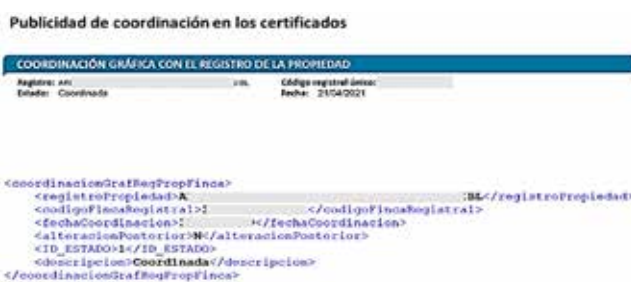 Publicidad de coordinación en los certificados
COORDINACIÓN GRÁFICA CON EL REGISTRO DE LA PROPIEDAD
Registro: Código registral único:
Estado: Coordinada Fecha: 21/04/2021
<coordinacionGrafRegPropFinca>
<registroPropiedad>A </registroPropiedad>
<codigoFincaRegistral> </codigoFincaRegistral>
<fechaCoordinacion> </fechaCoordinacion>
<alteracionPosterior>N</alteracionPosterior>
<ID_ESTADO>1</ID_ESTADO>
<descripcion>Coordinada</descripcion>
</coordinacionGrafRegPropFinca>